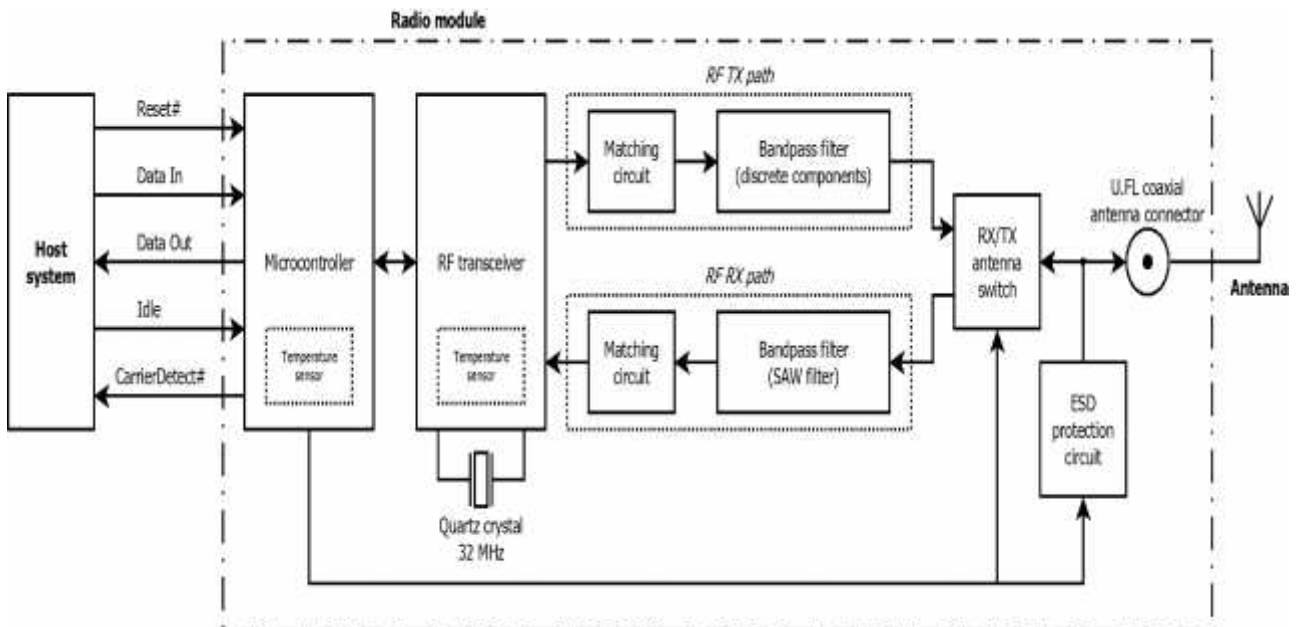 Radio module
RF TX path
Reset#
Data In
Data Out
Idle
CarrierDetect#
Host
system
Microcontroller
Temperature
sensor
RF transceiver
Temperature
sensor
Quartz crystal
32 MHz
Matching
circuit
Bandpass filter
(discrete components)
RF RX path
Matching
circuit
Bandpass filter
(SAW filter)
RX/TX
antenna
switch
U.FL coaxial
antenna connector
Antenna
ESD
protection
circuit